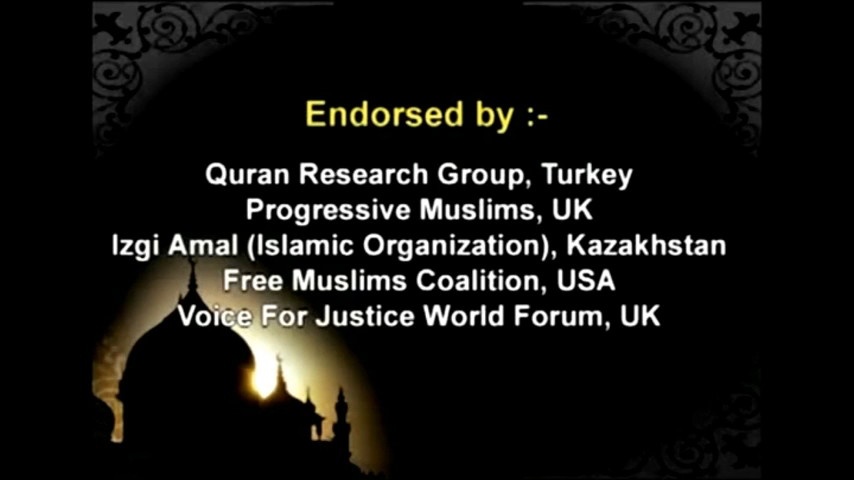 Endorsed by :-
Quran Research Group, Turkey
Progressive Muslims, UK
Izgi Amal (Islamic Organization), Kazakhstan
Free Muslims Coalition, USA
Voice For Justice World Forum, UK